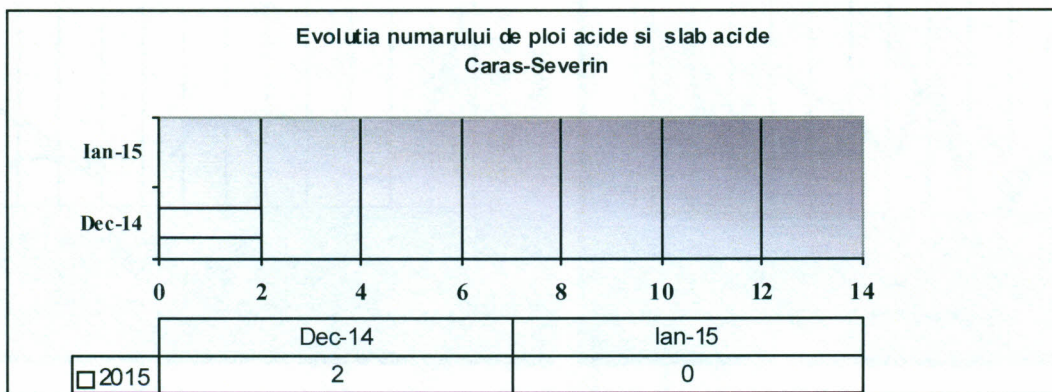 Evolutia numarului de ploi acide si slab acide
Caras-Severin
Ian-15
Dec-14
0 2 4 6 8 10 12 14
Dec-14 Ian-15
2015 2 0